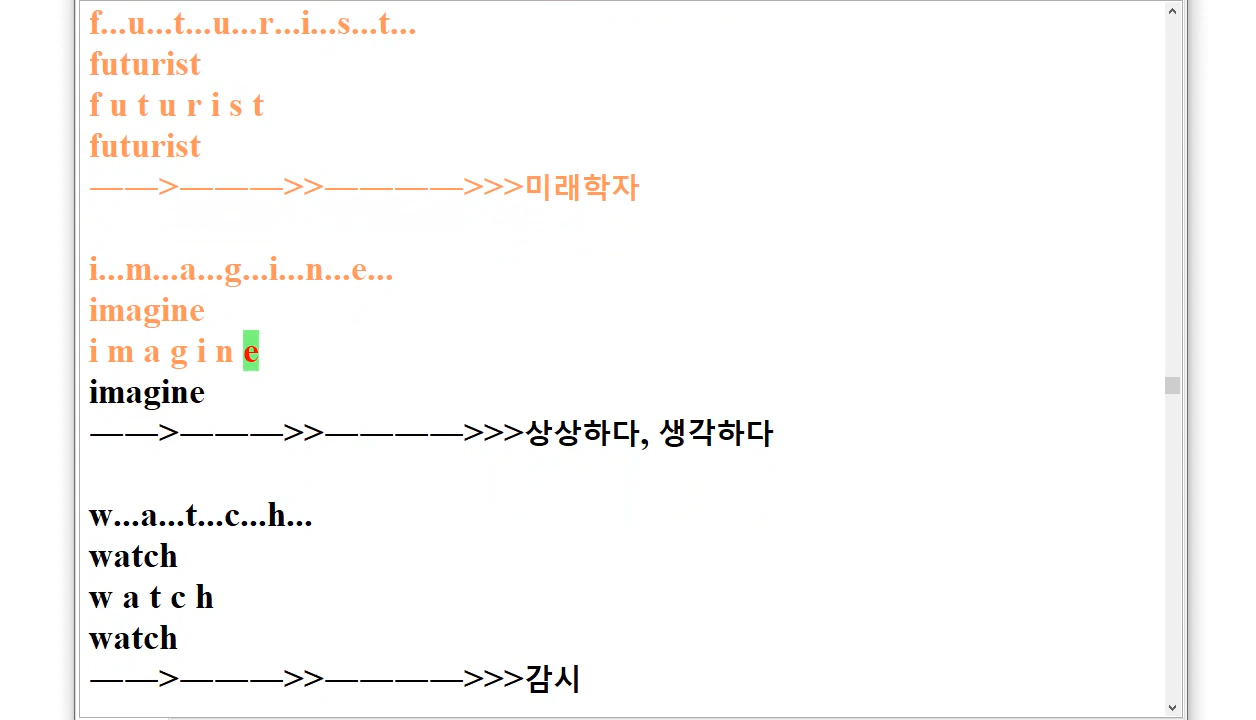 f...u...t...u...r...i...s...t...
futurist
f u t u r i s t
futurist
——>———>>————>>>미래학자
i...m...a...g...i...n...e...
imagine
i m a g i n e
imagine
——>———>>————>>>상상하다, 생각하다
w...a...t...c...h...
watch
w a t c h
watch
——>———>>————>>>감시